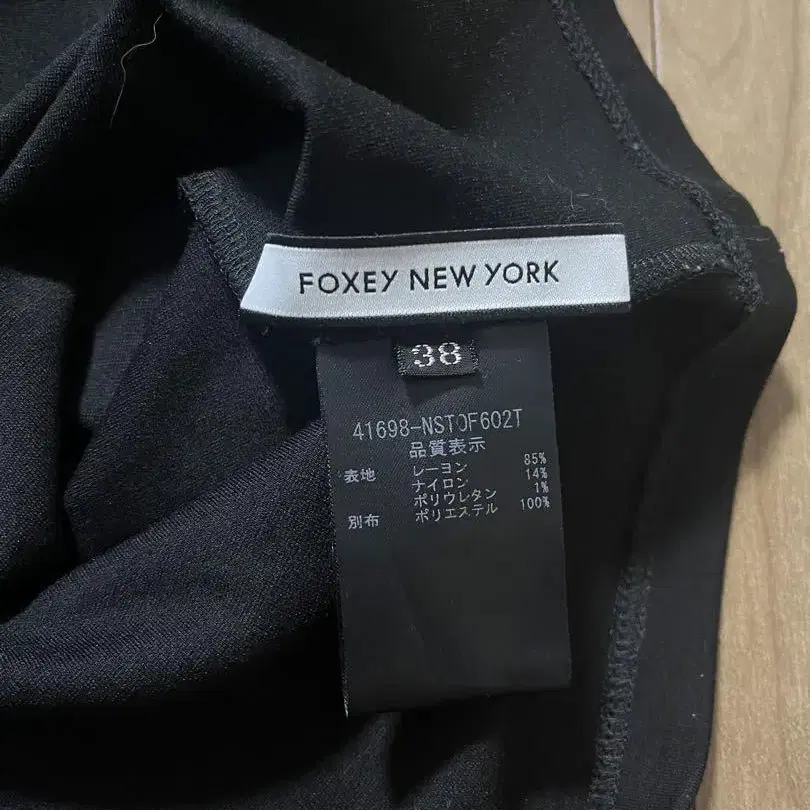 FOXEY NEW YORK
38
41698-NST0F602T
品質表示
表地 レーヨン 85%
ナイロン 14%
ポリウレタン 1%
別布 ポリエステル 100%